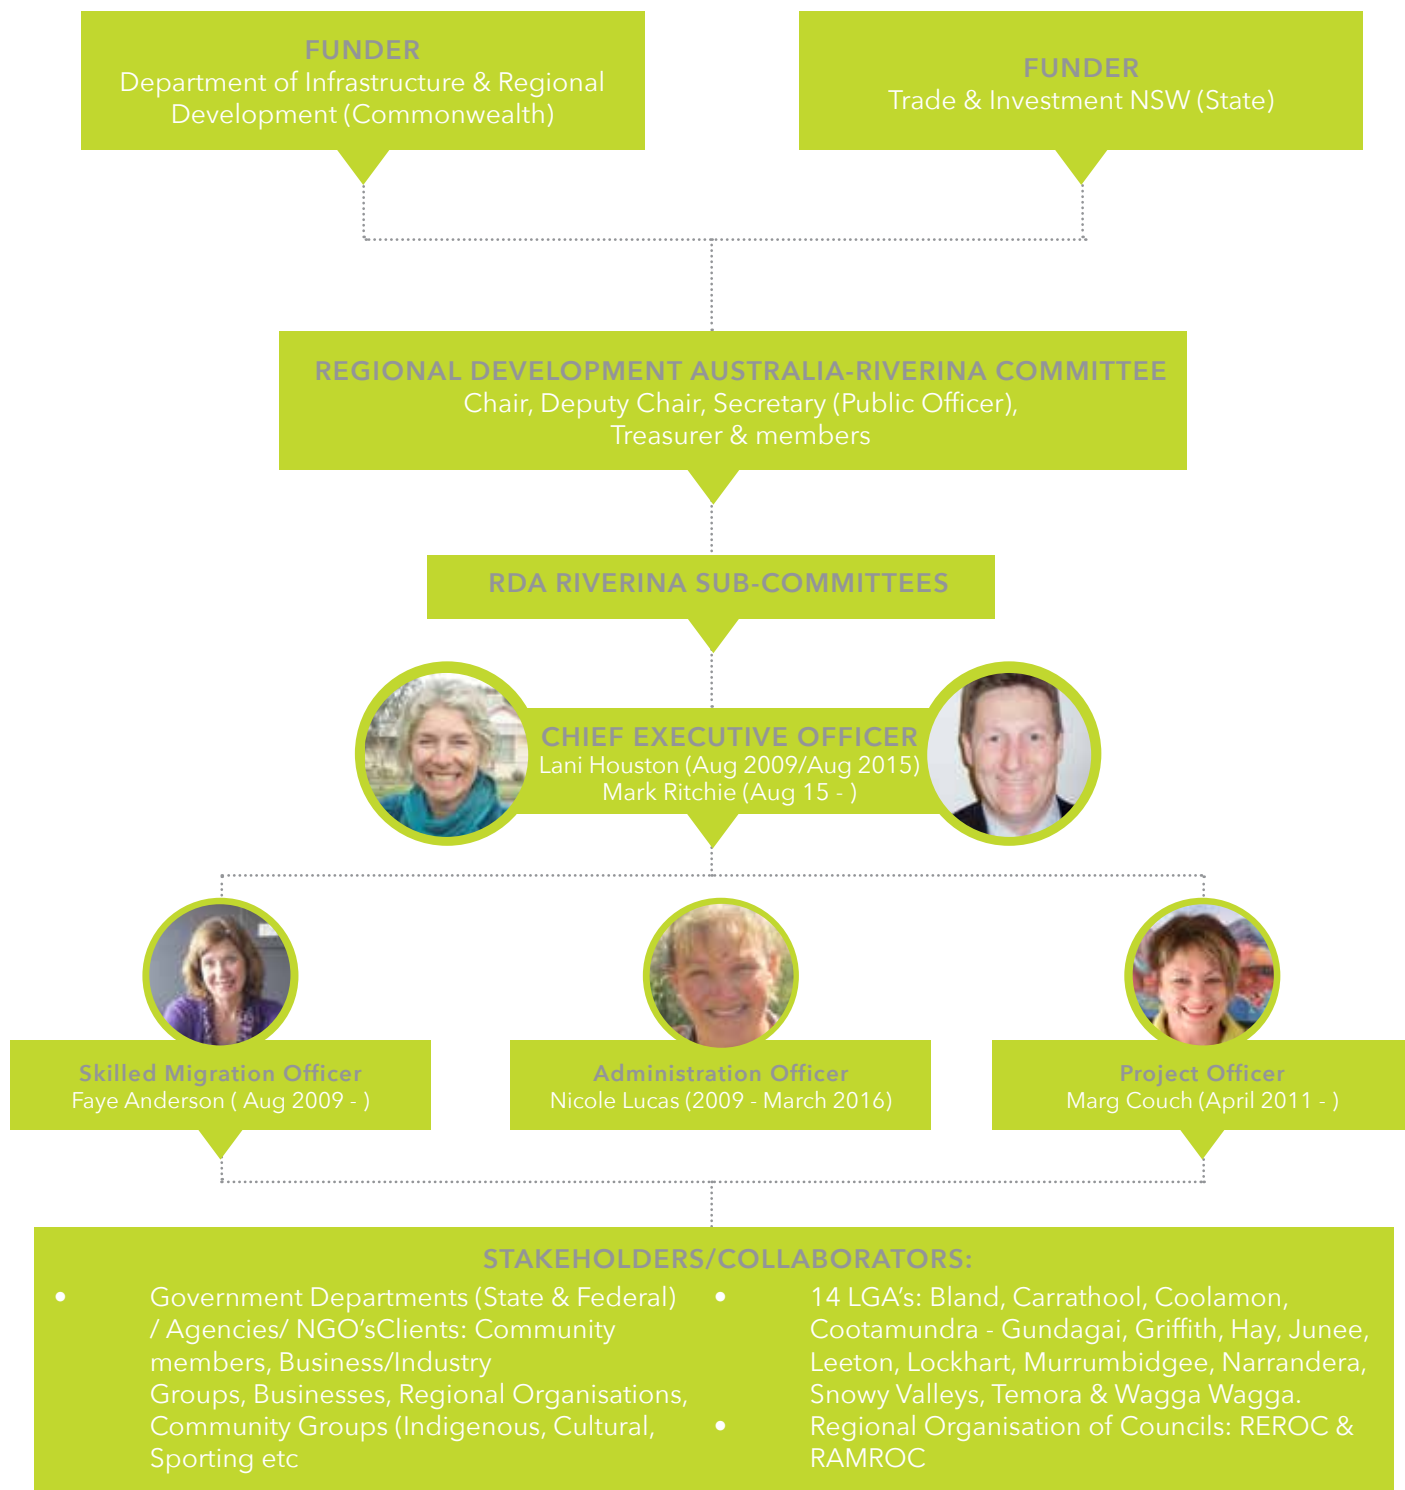 FUNDER
Department of Infrastructure & Regional
Development (Commonwealth)
FUNDER
Trade & Investment NSW (State)
REGIONAL DEVELOPMENT AUSTRALIA-RIVERINA COMMITTEE
Chair, Deputy Chair, Secretary (Public Officer),
Treasurer & members
RDA RIVERINA SUB-COMMITTEES
CHIEF EXECUTIVE OFFICER
Lani Houston (Aug 2009/Aug 2015)
Mark Ritchie (Aug 15 - )
Skilled Migration Officer
Faye Anderson ( Aug 2009 - )
Administration Officer
Nicole Lucas (2009 - March 2016)
Project Officer
Marg Couch (April 2011 - )
STAKEHOLDERS/COLLABORATORS:
• Government Departments (State & Federal)
/ Agencies/ NGO'sClients: Community
members, Business/Industry
Groups, Businesses, Regional Organisations,
Community Groups (Indigenous, Cultural,
Sporting etc
• 14 LGA's: Bland, Carrathool, Coolamon,
Cootamundra - Gundagai, Griffith, Hay, Junee,
Leeton, Lockhart, Murrumbidgee, Narrandera,
Snowy Valleys, Temora & Wagga Wagga.
• Regional Organisation of Councils: REROC &
RAMROC